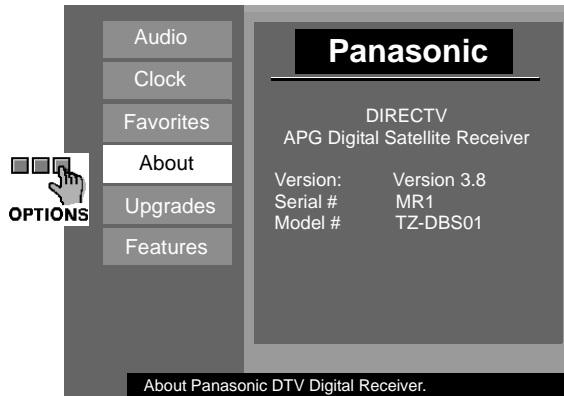 Audio
Clock
Favorites
About
Upgrades
Features
OPTIONS
Panasonic
DIRECTV
APG Digital Satellite Receiver
Version: Version 3.8
Serial # MR1
Model # TZ-DBS01
About Panasonic DTV Digital Receiver.